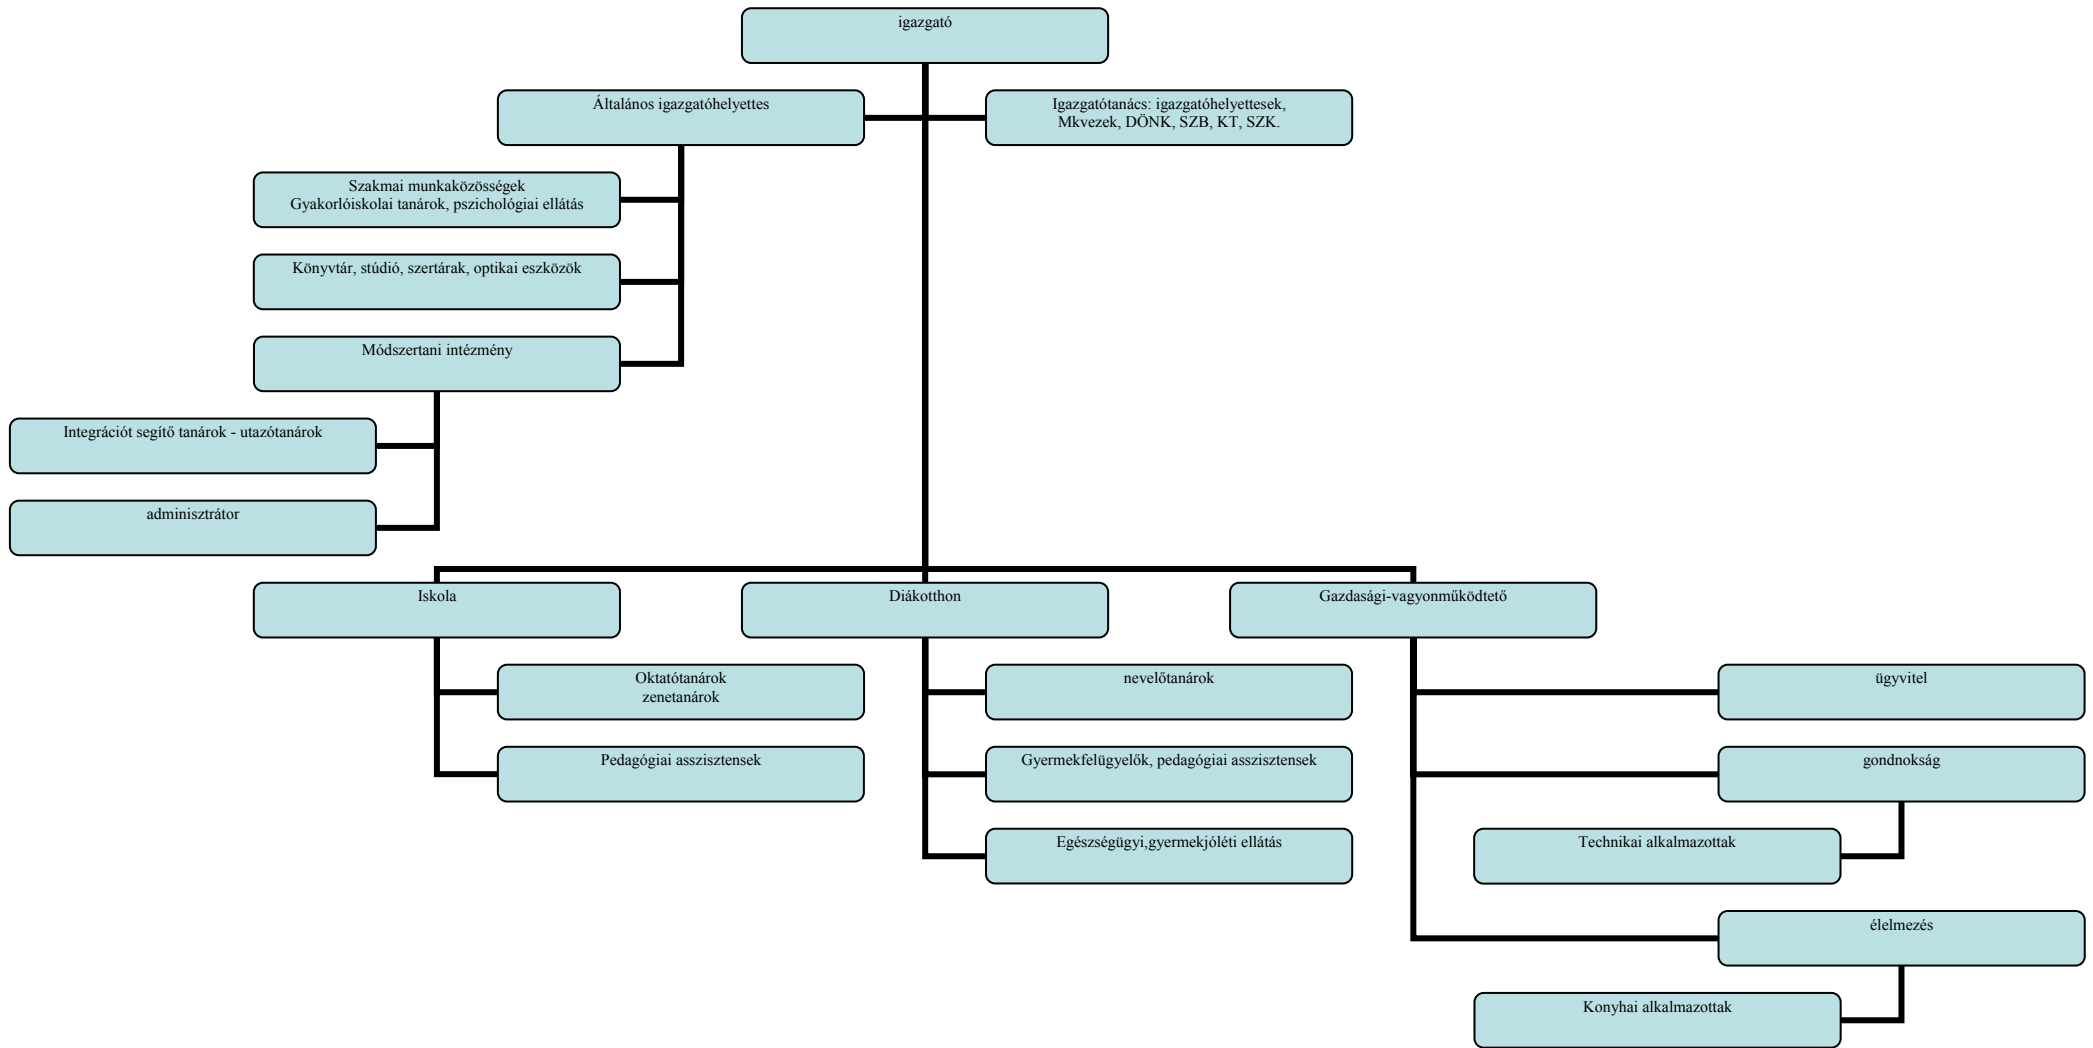 igazgató
Általános igazgatóhelyettes
Igazgatótanács: igazgatóhelyettesek,
Mkvezek, DÖNK, SZB, KT, SZK.
Szakmai munkaközösségek
Gyakorlóiskolai tanárok, pszichológiai ellátás
Könyvtár, stúdió, szertárak, optikai eszközök
Módszertani intézmény
Integrációt segítő tanárok - utazótanárok
adminisztrátor
Iskola
Diákotthon
Gazdasági-vagyonműködtető
Oktatótanárok
zenetanárok
nevelőtanárok
ügyvitel
Pedagógiai asszisztensek
Gyermekfelügyelők, pedagógiai asszisztensek
gondnokság
Egészségügyi,gyermekjóléti ellátás
Technikai alkalmazottak
élelmezés
Konyhai alkalmazottak